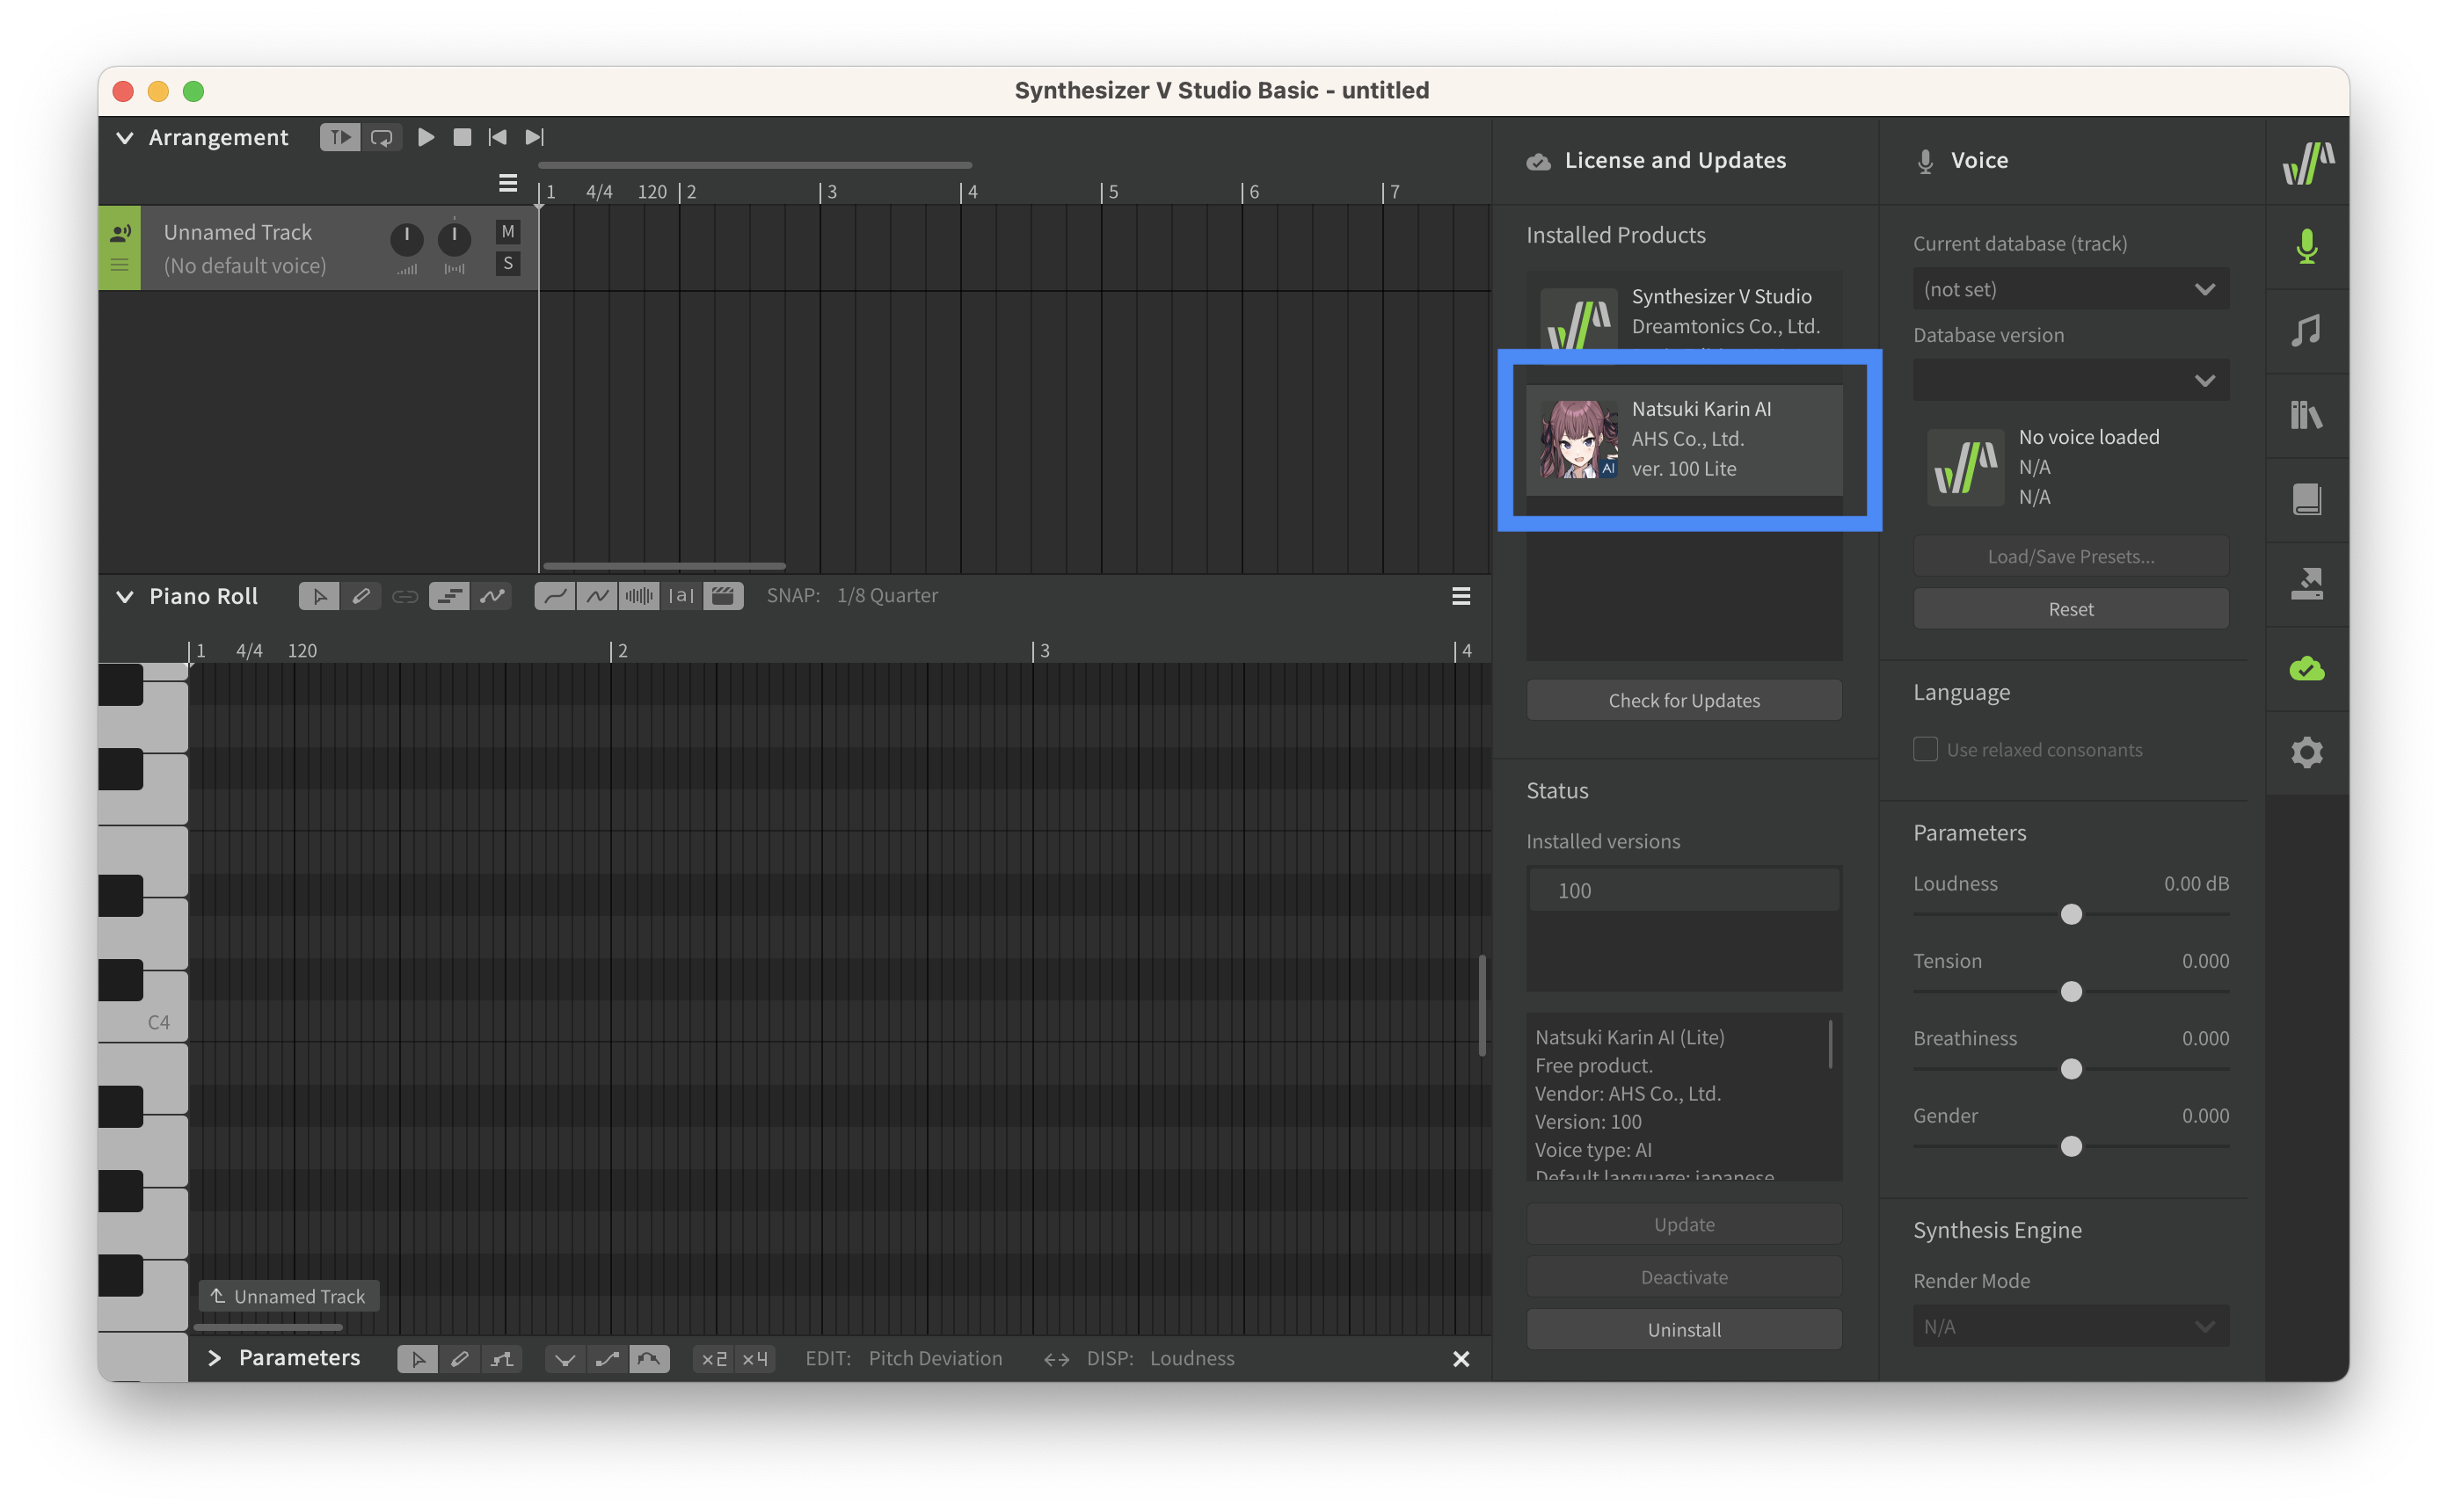 Synthesizer V Studio Basic - untitled
Arrangement
1 4/4 120 2 3 4 5 6 7
Unnamed Track
(No default voice)
M
S
Piano Roll
|a|
SNAP: 1/8 Quarter
1 4/4 120 2 3 4
C4
Unnamed Track
Parameters
×2 ×4
EDIT: Pitch Deviation
DISP: Loudness
License and Updates
Installed Products
Synthesizer V Studio
Dreamtonics Co., Ltd.
Natsuki Karin AI
AHS Co., Ltd.
ver. 100 Lite
AI
Check for Updates
Status
Installed versions
100
Natsuki Karin AI (Lite)
Free product.
Vendor: AHS Co., Ltd.
Version: 100
Voice type: AI
Default language: japanese
Update
Deactivate
Uninstall
Voice
Current database (track)
(not set)
Database version
No voice loaded
N/A
N/A
Load/Save Presets...
Reset
Language
Use relaxed consonants
Parameters
Loudness 0.00 dB
Tension 0.000
Breathiness 0.000
Gender 0.000
Synthesis Engine
Render Mode
N/A